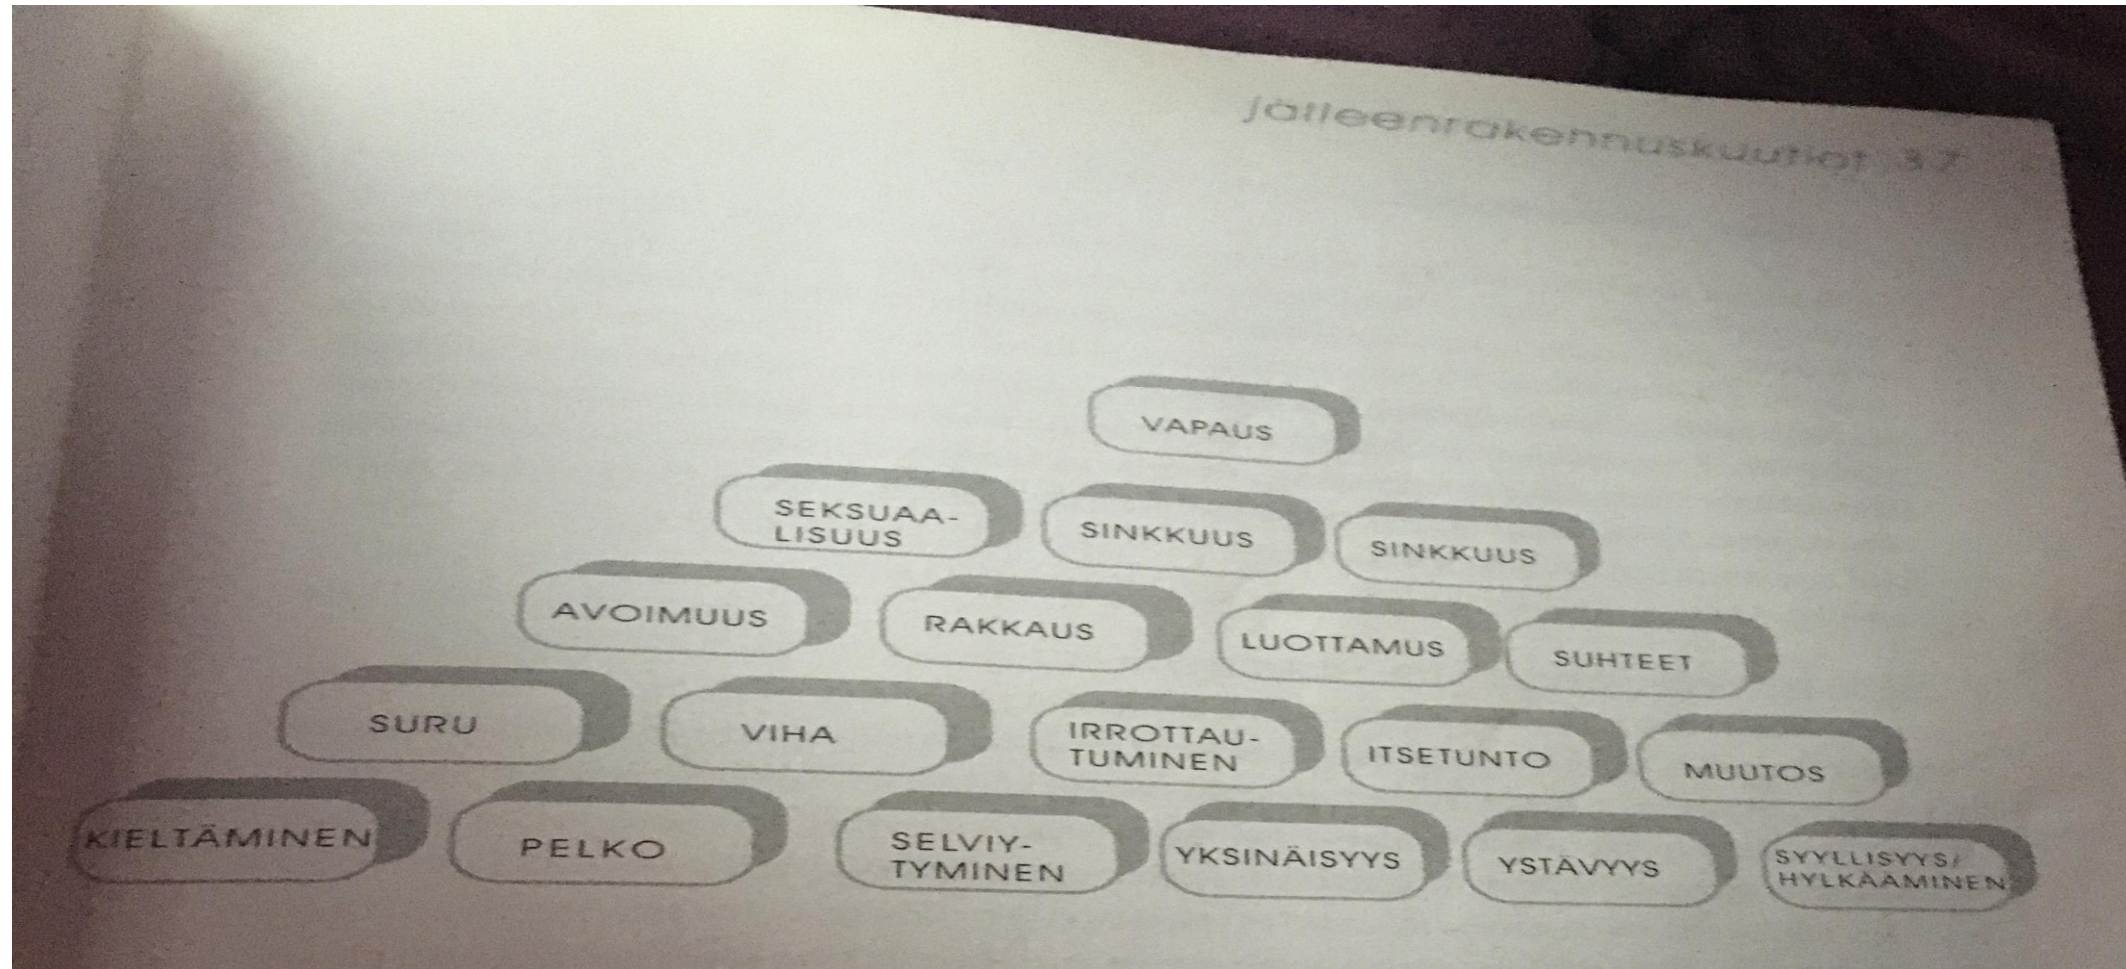 jälleenrakennuskuutiot 37
VAPAUS
SEKSUAA-
LISUUS
SINKKUUS
SINKKUUS
AVOIMUUS
RAKKAUS
LUOTTAMUS
SUHTEET
SURU
VIHA
IRROTTAU-
TUMINEN
ITSETUNTO
MUUTOS
KIELTÄMINEN
PELKO
SELVIY-
TYMINEN
YKSINÄISYYS
YSTÄVYYS
SYYLLISYYS/
HYLKÄÄMINEN